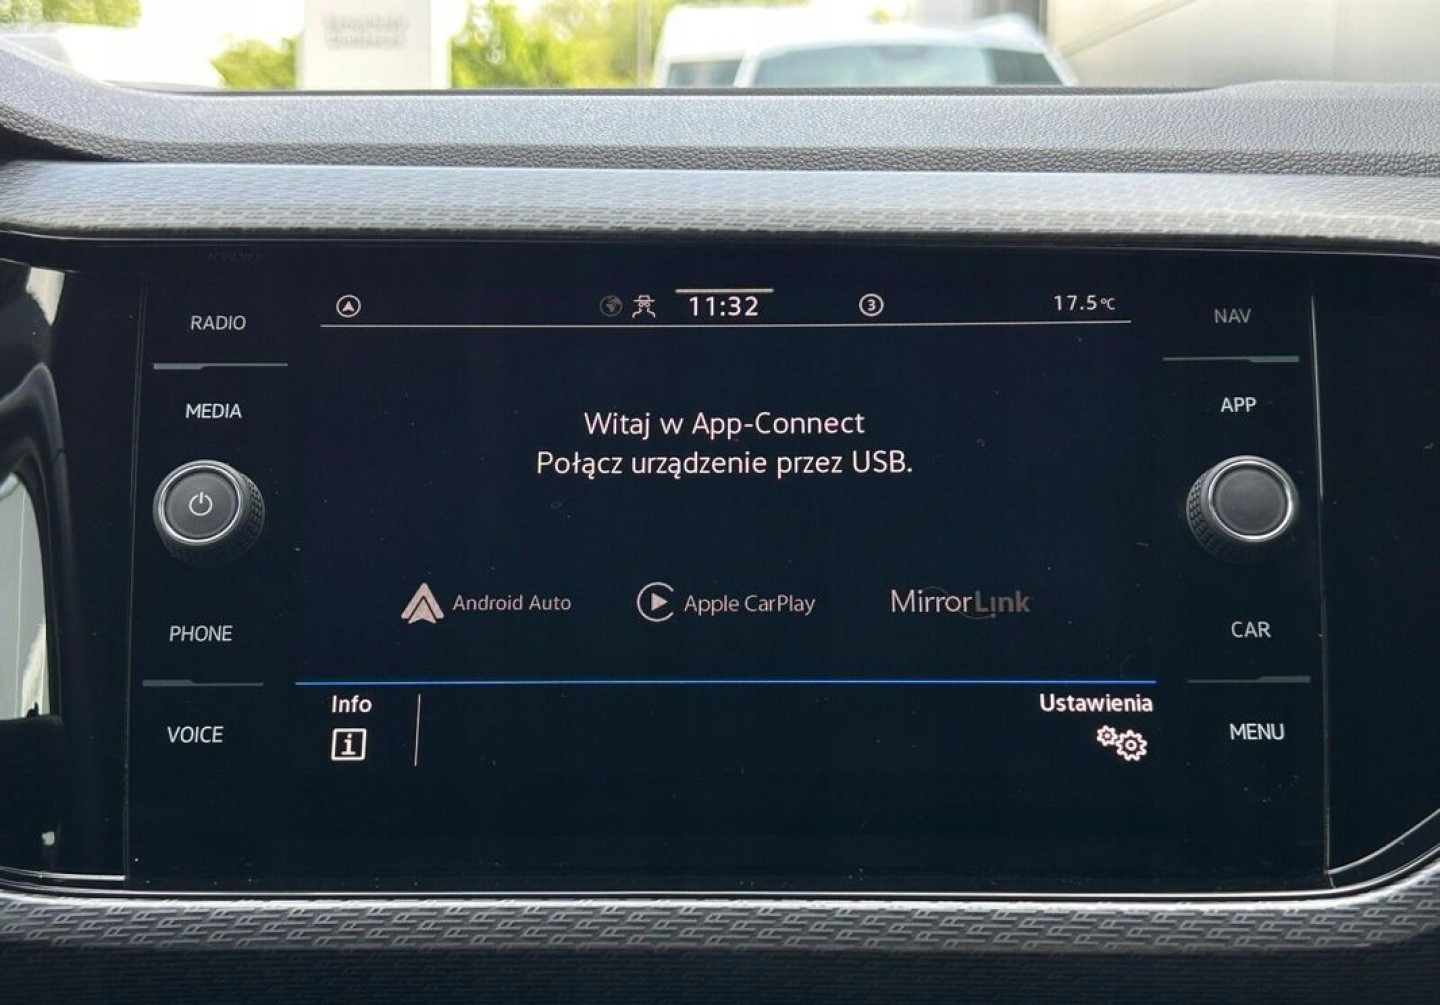 RADIO
MEDIA
PHONE
VOICE
11:32
3
17.5°C
Witaj w App-Connect
Połącz urządzenie przez USB.
Android Auto
Apple CarPlay
MirrorLink
Info
i
Ustawienia
NAV
APP
CAR
MENU